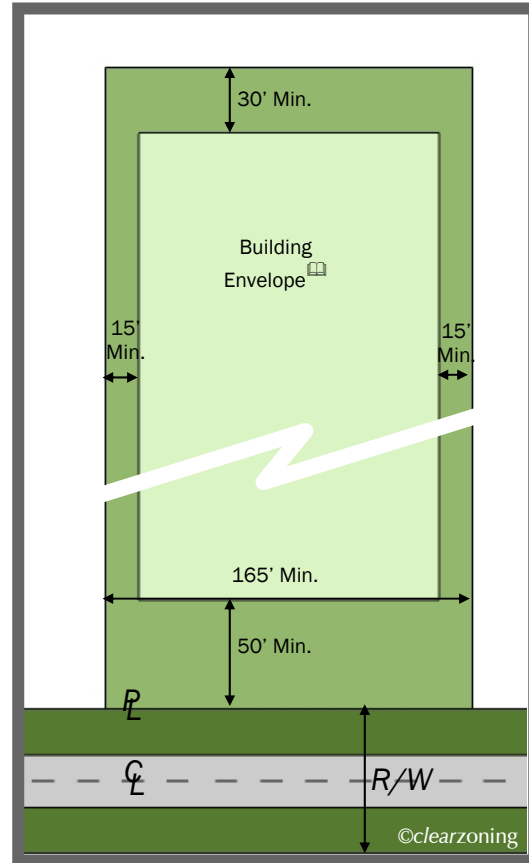 30’ Min.
Building
Envelope🕮
15’
Min.
15’
Min.
165’ Min.
50’ Min.
PL
CL
R/W
©clearzoning